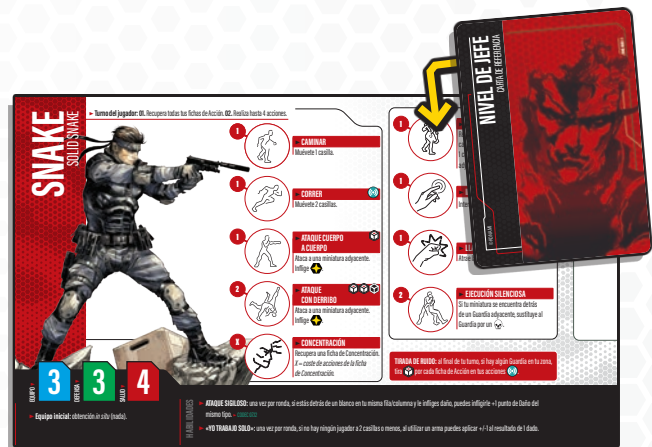 SNAKE
SOLID SNAKE
► Turno del jugador: 01. Recupera todas tus fichas de Acción. 02. Realiza hasta 4 acciones.
1
► CAMINAR
Muévete 1 casilla.
1
► CORRER
Muévete 2 casillas.
1
► ATAQUE CUERPO
A CUERPO
Ataca a una miniatura adyacente.
Inflige
2
► ATAQUE
CON DERRIBO
Ataca a una miniatura adyacente.
Inflige
X
► CONCENTRACIÓN
Recupera una ficha de Concentración.
X = coste de acciones de la ficha
de Concentración.
1
1
1
2
► EJECUCIÓN SILENCIOSA
Si tu miniatura se encuentra detrás
de un Guardia adyacente, sustituye al
Guardia por un
TIRADA DE RUIDO: al final de tu turno, si hay algún Guardia en tu zona,
tira por cada ficha de Acción en tus acciones
NIVEL DE JEFE
CARTA DE REFERENCIA
EQUIPO ►
3
DEFENSA ►
3
SALUD ►
4
► Equipo inicial: obtención in situ (nada).
HABILIDADES
► ATAQUE SIGILOSO: una vez por ronda, si estás detrás de un blanco en tu misma fila/columna y le infliges daño, puedes infligirle +1 punto de Daño del
mismo tipo.
► «YO TRABAJO SOLO»: una vez por ronda, si no hay ningún jugador a 2 casillas o menos, al utilizar un arma puedes aplicar +/-1 al resultado de 1 dado.